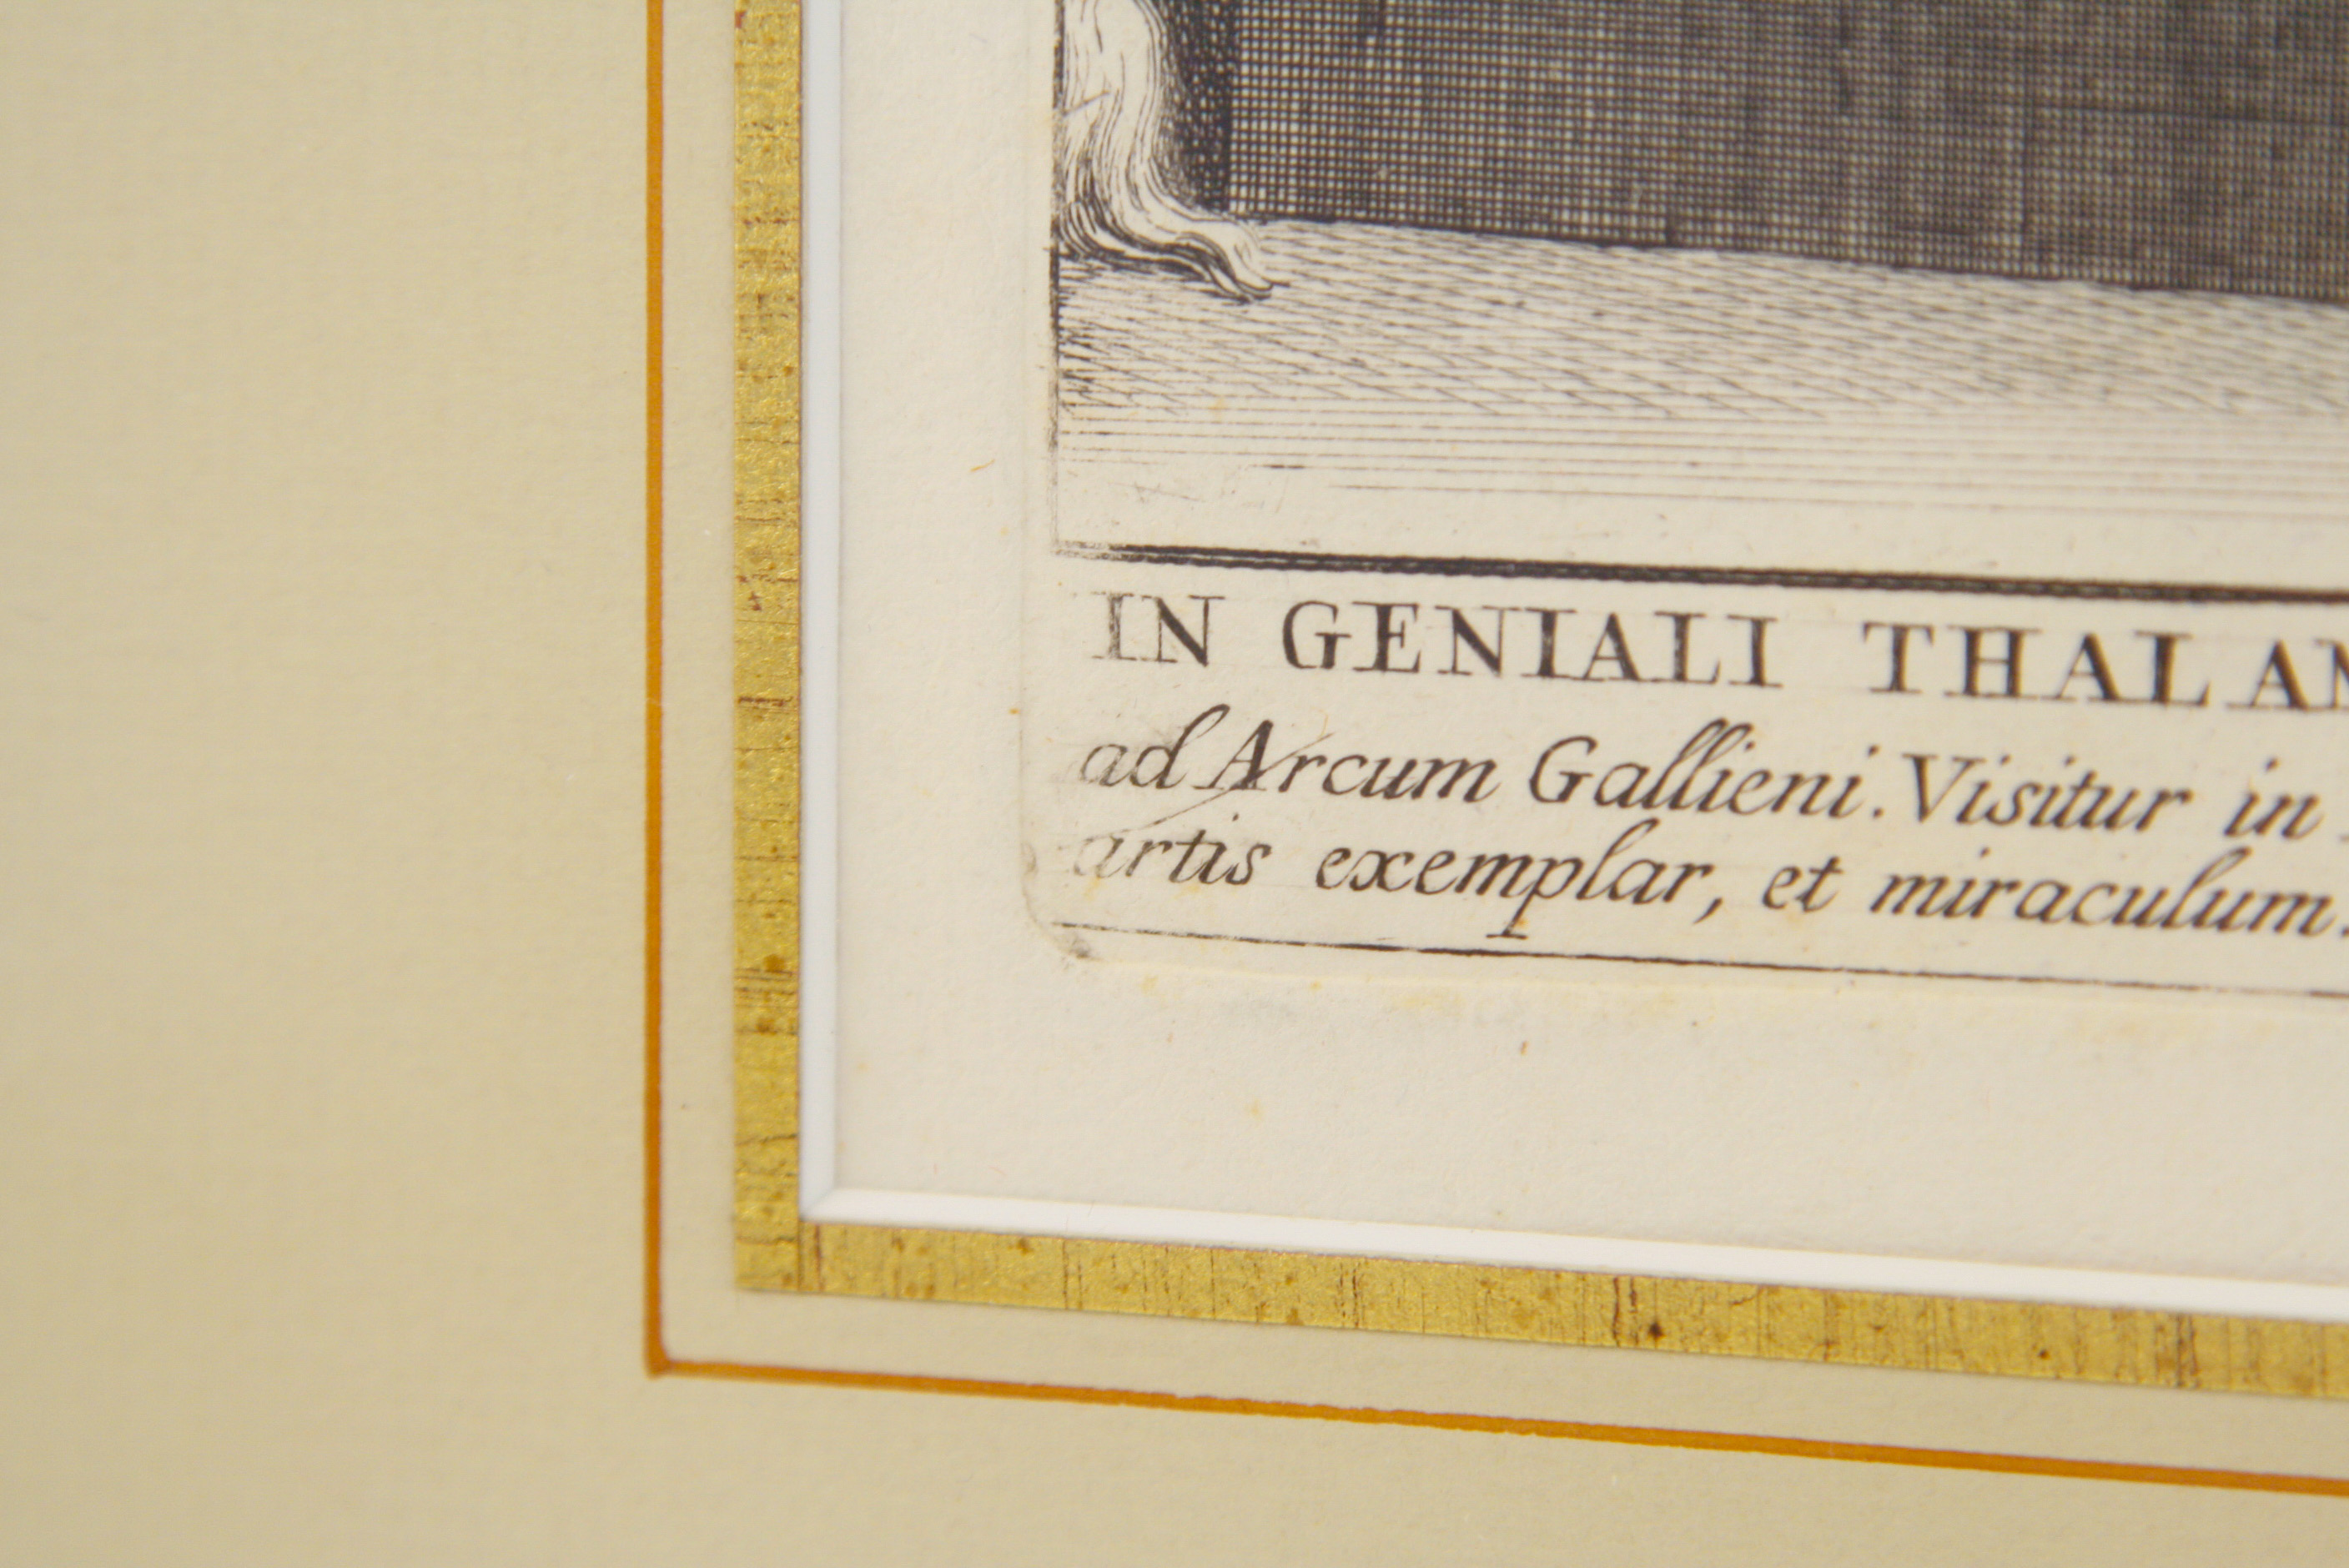 IN GENIALI THALAM
ad Arcum Gallieni. Visitur in
artis exemplar, et miraculum.